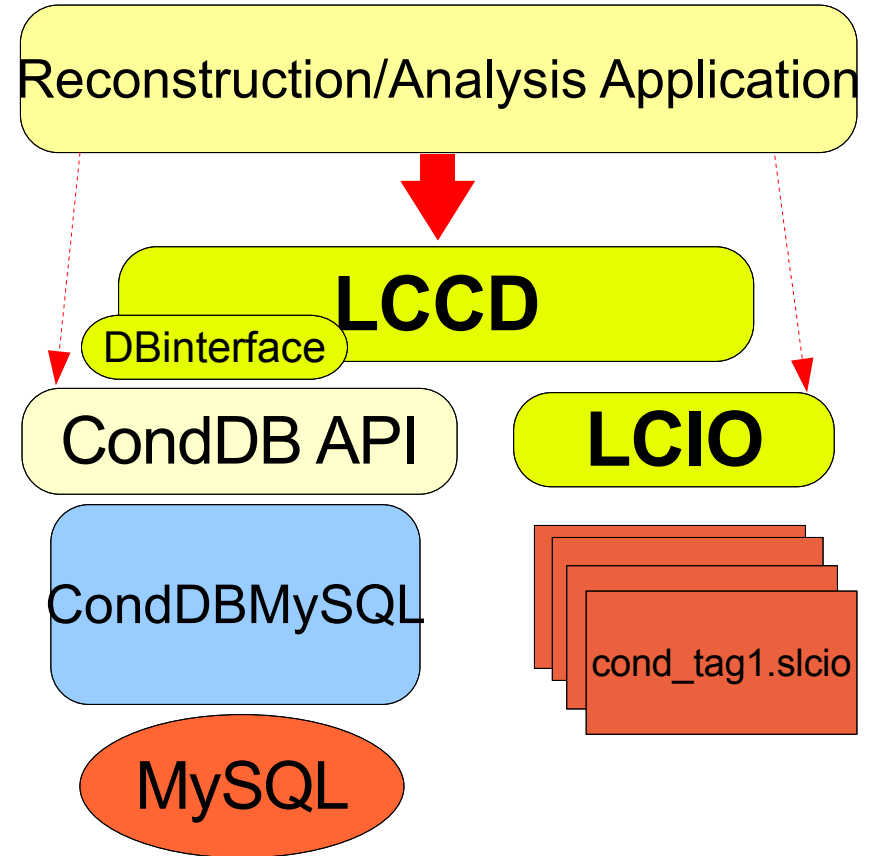 Reconstruction/Analysis Application
LCCD
DBinterface
CondDB API
LCIO
CondDBMySQL
cond_tag1.slcio
MySQL